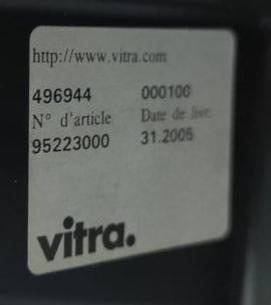 http://www.vitra.com
496944 000100
N° d'article Date de livr.
95223000 31.2005
vitra.